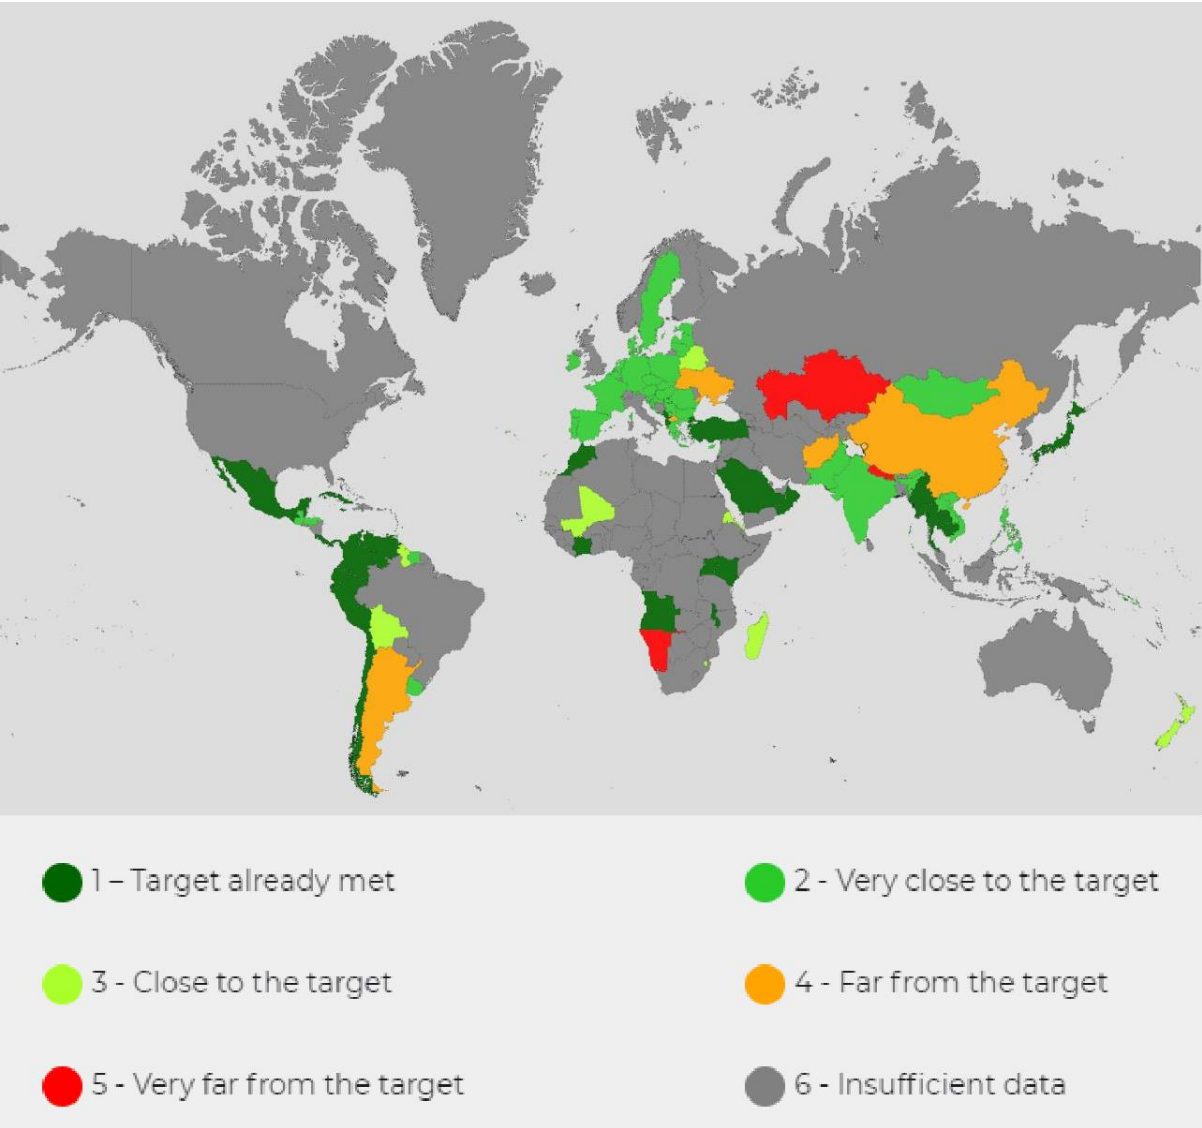 1 – Target already met
2 - Very close to the target
3 - Close to the target
4 - Far from the target
5 - Very far from the target
6 - Insufficient data